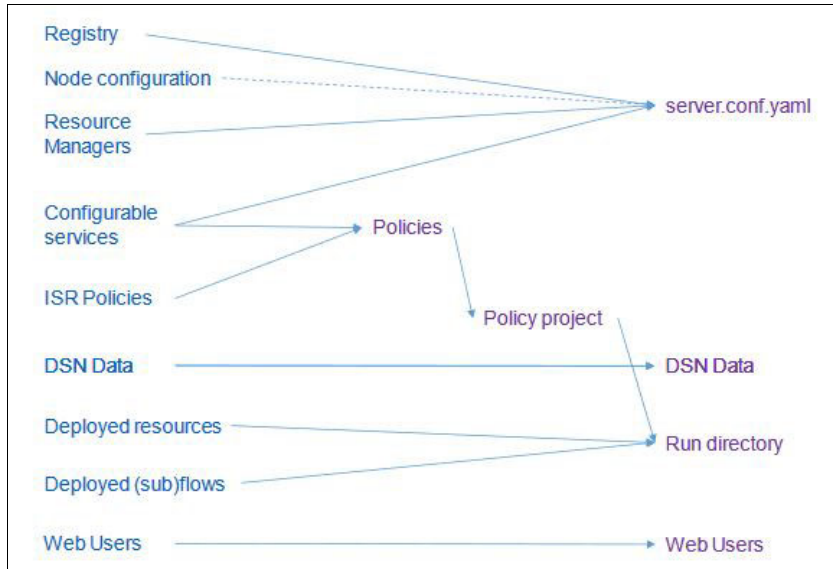 Registry
Node configuration
server.conf.yaml
Resource
Managers
Configurable
services
Policies
ISR Policies
Policy project
DSN Data
DSN Data
Deployed resources
Run directory
Deployed (sub)flows
Web Users
Web Users